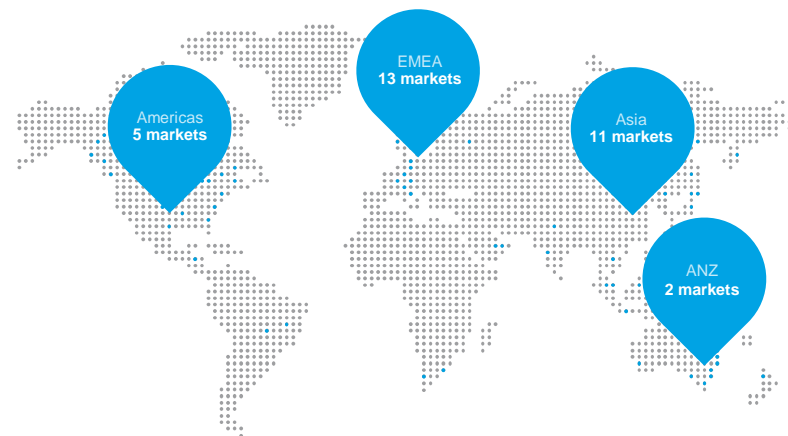 EMEA
13 markets
Americas
5 markets
Asia
11 markets
ANZ
2 markets